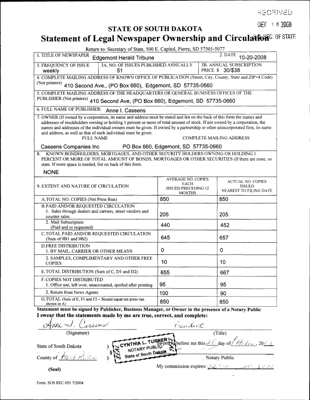 RECEIVED
OCT 16 2008
STATE OF SOUTH DAKOTA
Statement of Legal Newspaper Ownership and Circulation
OF STATE
Return to: Secretary of State, 500 E. Capitol, Pierre, SD 57501-5077
1. TITLE OF NEWSPAPER Edgemont Herald Tribune
2. DATE 10-20-2008
3. FREQUENCY OF ISSUE weekly
3A. NO. OF ISSUES PUBLISHED ANNUALLY 51
3B. ANNUAL SUBSCRIPTION PRICE $ 30/$38
4. COMPLETE MAILING ADDRESS OF KNOWN OFFICE OF PUBLICATION (Street, City, County, State and ZIP+4 Code)
(Not printers)
410 Second Ave., (PO Box 660), Edgemont, SD 57735-0660
5. COMPLETE MAILING ADDRESS OF THE HEADQUARTERS OR GENERAL BUSINESS OFFICES OF THE
PUBLISHER (Not printers) 410 Second Ave, (PO Box 660), Edgemont, SD 57735-0660
6. FULL NAME OF PUBLISHER: Anne I. Cassens
7. OWNER (If owned by a corporation, its name and address must be stated and list on the back of this form the names and
addresses of stockholders owning or holding 1 percent or more of total amount of stock. If not owned by a corporation, the
names and addresses of the individual owners must be given. If owned by a partnership or other unincorporated firm, its name
and address, as well as that of each individual must be given.
FULL NAME COMPLETE MAILING ADDRESS
Cassens Companies Inc PO Box 660, Edgemont, SD 57735-0660
8. KNOWN BONDHOLDERS, MORTGAGES, AND OTHER SECURITY HOLDERS OWNING OR HOLDING 1
PERCENT OR MORE OF TOTAL AMOUNT OF BONDS, MORTGAGES OR OTHER SECURITIES (If there are none, so
state. If more space is needed, list on back of this form).
NONE
9. EXTENT AND NATURE OF CIRCULATION
AVERAGE NO. COPIES
EACH
ISSUED PRECEDING 12
MONTHS
ACTUAL NO. COPIES
ISSUED
NEAREST TO FILING DATE
A. TOTAL NO. COPIES (Net Press Run) 850 850
B. PAID AND/OR REQUESTED CIRCULATION
1. Sales through dealers and carriers, street vendors and
counter sales. 205 205
2. Mail Subscription
(Paid and or requested) 440 452
C. TOTAL PAID AND/OR REQUESTED CIRCULATION
(Sum of 9B1 and 9B2) 645 657
D. FREE DISTRIBUTION
1. BY MAIL, CARRIER OR OTHER MEANS 0 0
2. SAMPLES, COMPLIMENTARY AND OTHER FREE
COPIES 10 10
E. TOTAL DISTRIBUTION (Sum of C, D1 and D2) 655 667
F. COPIES NOT DISTRIBUTED
1. Office use, left over, unaccounted, spoiled after printing 95 95
2. Return from News Agents 100 90
G. TOTAL (Sum of E, F1 and F2 - Should equal net press run
shown in A) 850 850
Statement must be signed by Publisher, Business Manager, or Owner in the presence of a Notary Public
I swear that the statements made by me are true, correct, and complete:
Anne I. Cassens President
(Signature) (Title)
State of South Dakota
County of Fall River
CYNTHIA L. TURNER
NOTARY PUBLIC
State of South Dakota
before me this day of October 20
Notary Public
(Seal) My commission expires:
Form: SOS REC 051 7/2004